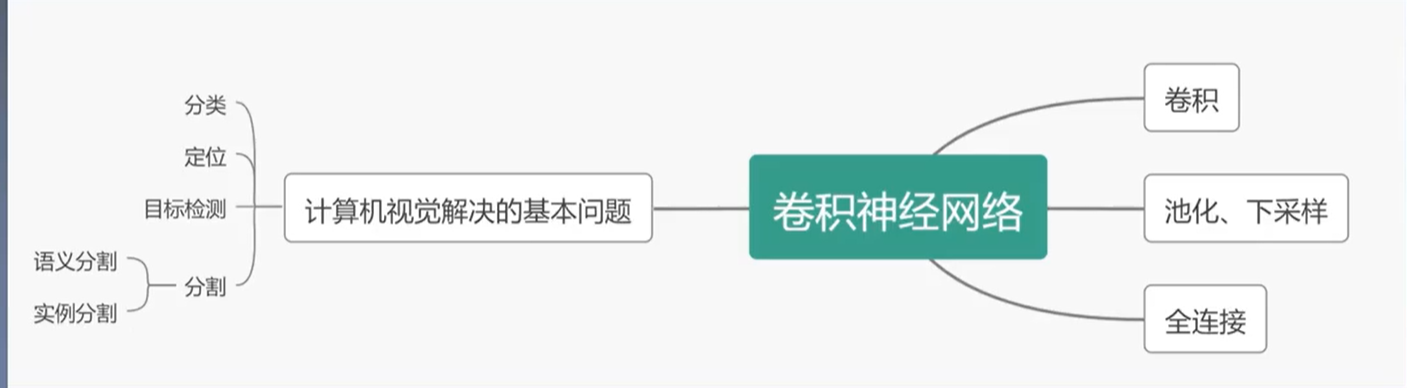 分类
定位
目标检测
语义分割
实例分割
分割
计算机视觉解决的基本问题
卷积神经网络
卷积
池化、下采样
全连接